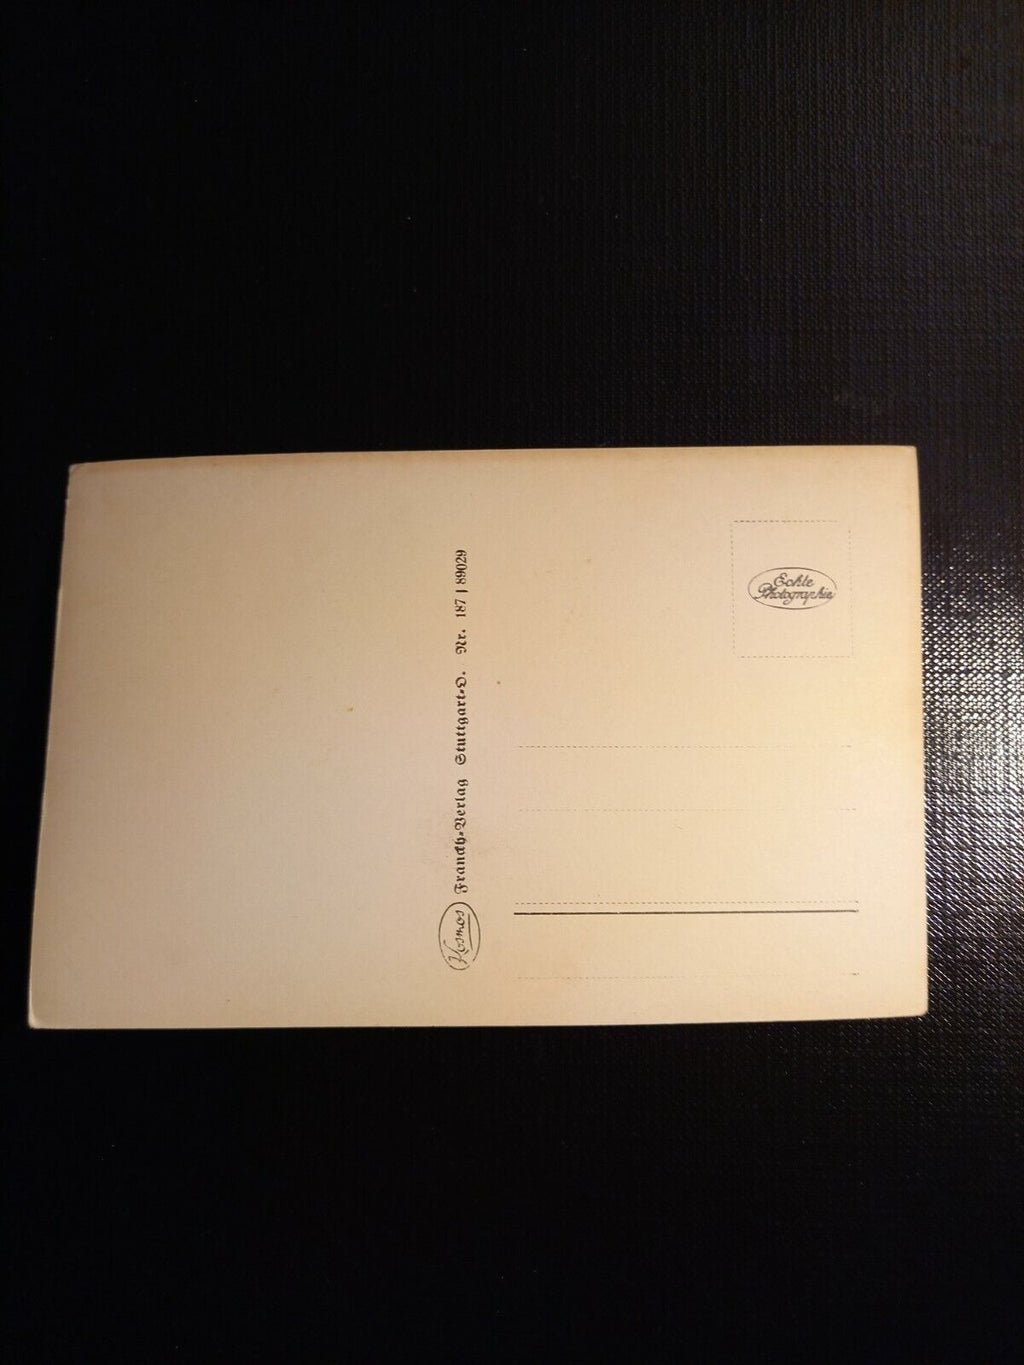 Kosmos Franckh-Verlag Stuttgart-O. Nr. 187 | 89029
Echte
Photographie